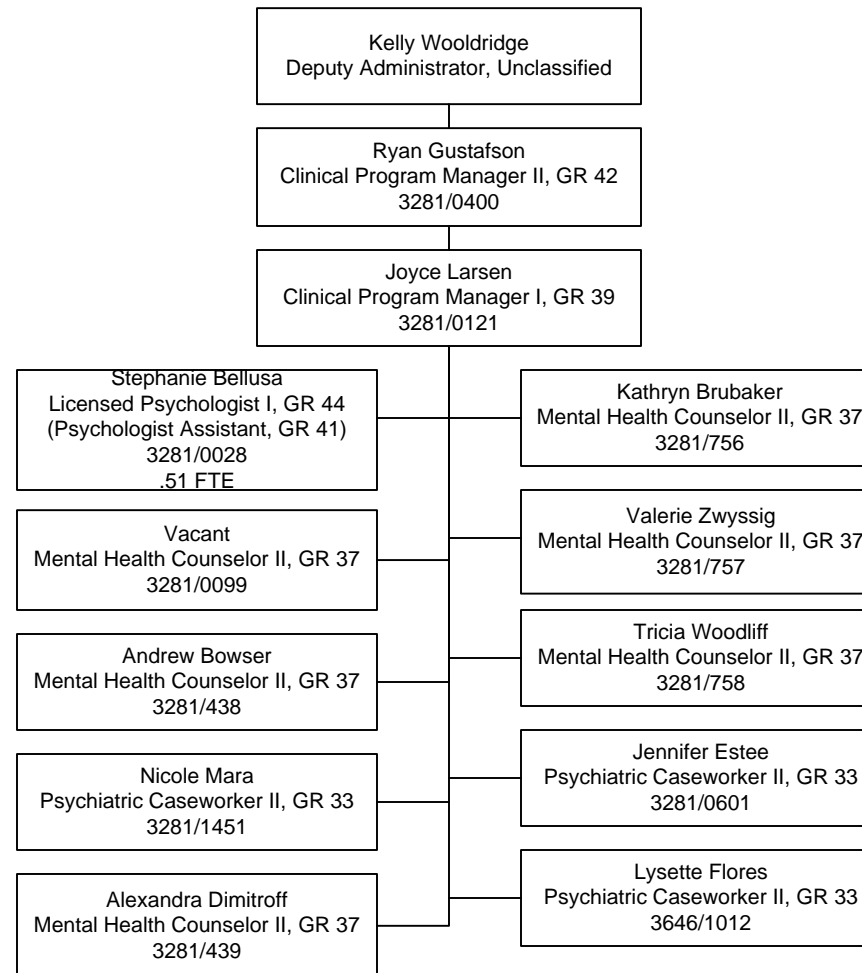 Kelly Wooldridge
Deputy Administrator, Unclassified
Ryan Gustafson
Clinical Program Manager II, GR 42
3281/0400
Joyce Larsen
Clinical Program Manager I, GR 39
3281/0121
Stephanie Bellusa
Licensed Psychologist I, GR 44
(Psychologist Assistant, GR 41)
3281/0028
.51 FTE
Kathryn Brubaker
Mental Health Counselor II, GR 37
3281/756
Vacant
Mental Health Counselor II, GR 37
3281/0099
Valerie Zwyssig
Mental Health Counselor II, GR 37
3281/757
Andrew Bowser
Mental Health Counselor II, GR 37
3281/438
Tricia Woodliff
Mental Health Counselor II, GR 37
3281/758
Nicole Mara
Psychiatric Caseworker II, GR 33
3281/1451
Jennifer Estee
Psychiatric Caseworker II, GR 33
3281/0601
Alexandra Dimitroff
Mental Health Counselor II, GR 37
3281/439
Lysette Flores
Psychiatric Caseworker II, GR 33
3646/1012